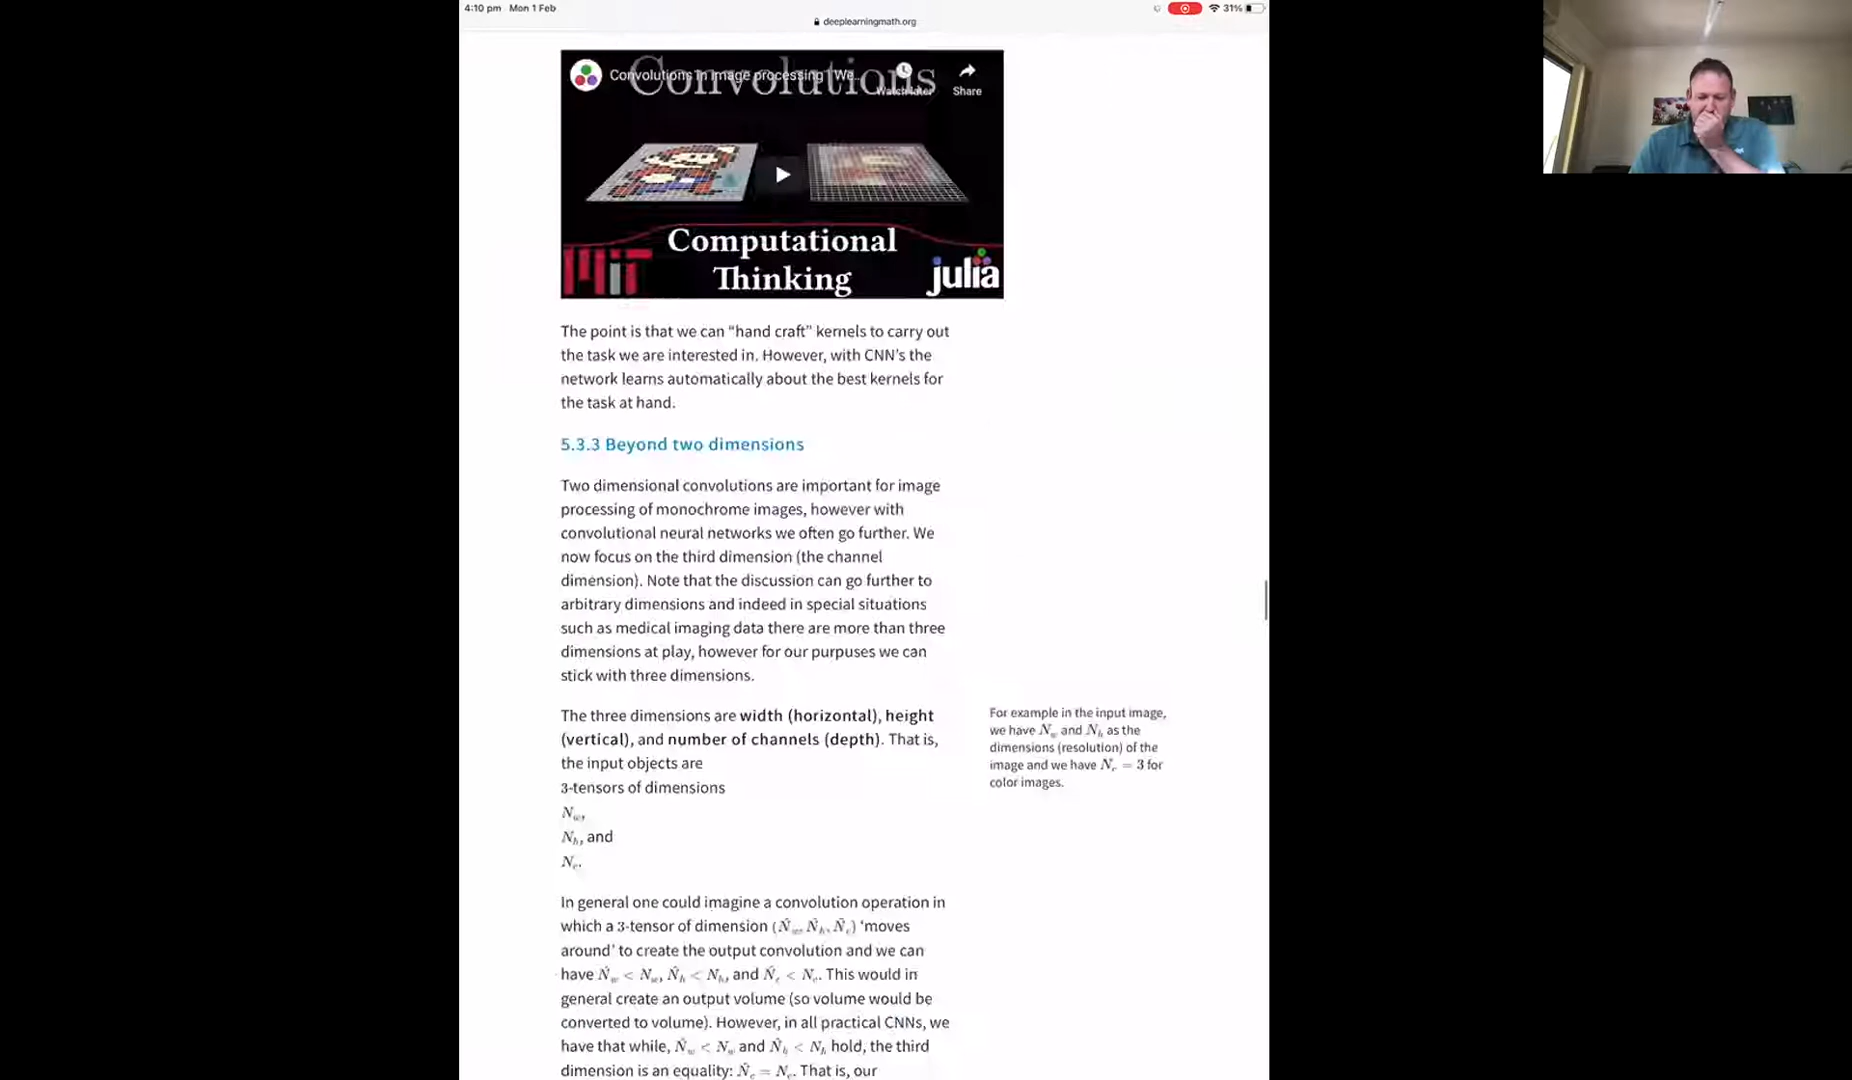 4:10 pm Mon 1 Feb
deeplearningmath.org
31%
Convolutions
Convolutions in image processing | We...
Watch later
Share
Computational
Thinking
MIT
julia
The point is that we can “hand craft” kernels to carry out
the task we are interested in. However, with CNN’s the
network learns automatically about the best kernels for
the task at hand.
5.3.3 Beyond two dimensions
Two dimensional convolutions are important for image
processing of monochrome images, however with
convolutional neural networks we often go further. We
now focus on the third dimension (the channel
dimension). Note that the discussion can go further to
arbitrary dimensions and indeed in special situations
such as medical imaging data there are more than three
dimensions at play, however for our purpuses we can
stick with three dimensions.
The three dimensions are width (horizontal), height
(vertical), and number of channels (depth). That is,
the input objects are
3-tensors of dimensions
N_w,
N_h, and
N_c.
For example in the input image,
we have N_w and N_h as the
dimensions (resolution) of the
image and we have N_c = 3 for
color images.
In general one could imagine a convolution operation in
which a 3-tensor of dimension (N̂_w, N̂_h, N̂_c) ‘moves
around’ to create the output convolution and we can
have N̂_w < N_w, N̂_h < N_h, and N̂_c < N_c. This would in
general create an output volume (so volume would be
converted to volume). However, in all practical CNNs, we
have that while, N̂_w < N_w and N̂_h < N_h hold, the third
dimension is an equality: N̂_c = N_c. That is, our